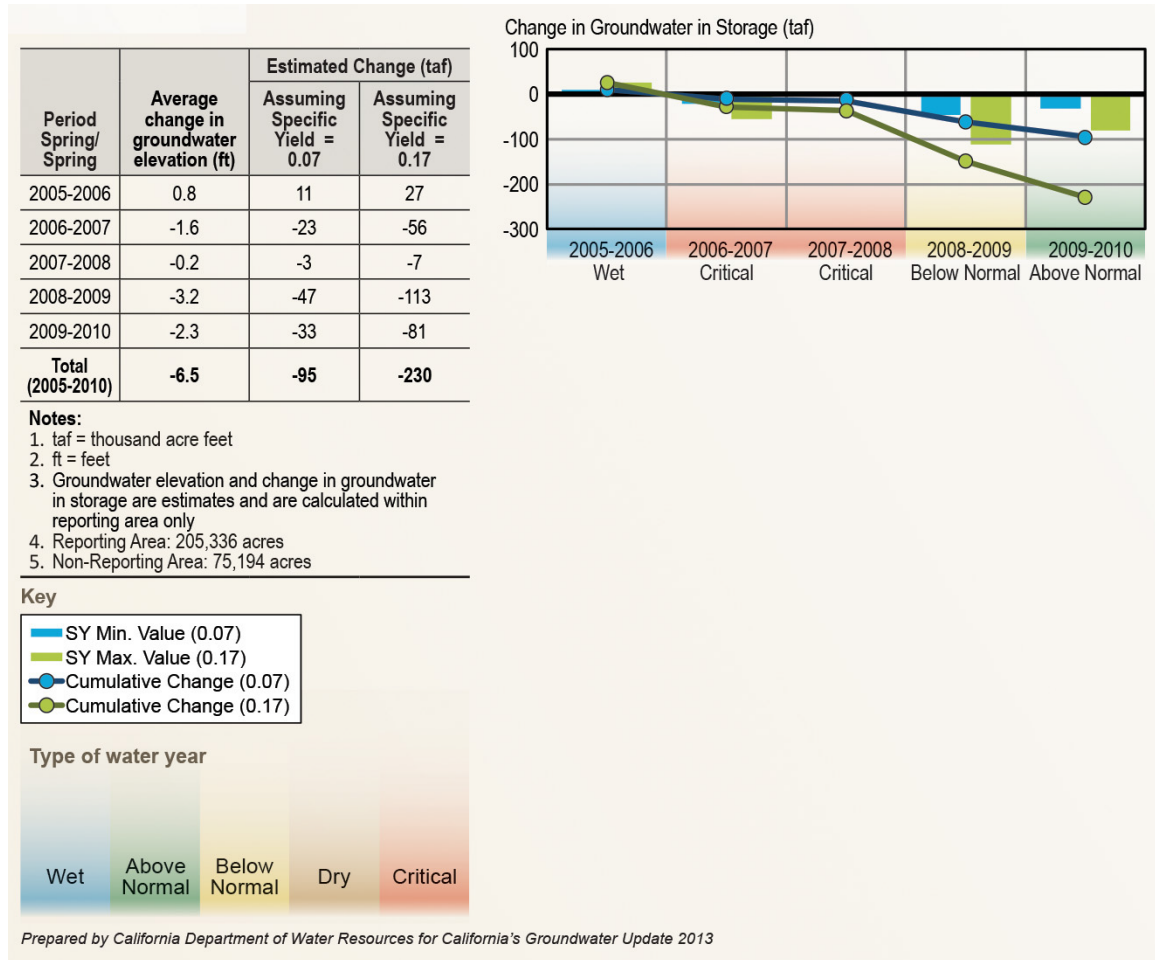 Period
Spring/
Spring
Average
change in
groundwater
elevation (ft)
Estimated Change (taf)
Assuming
Specific
Yield =
0.07
Assuming
Specific
Yield =
0.17
2005-2006 0.8 11 27
2006-2007 -1.6 -23 -56
2007-2008 -0.2 -3 -7
2008-2009 -3.2 -47 -113
2009-2010 -2.3 -33 -81
Total
(2005-2010) -6.5 -95 -230
Notes:
1. taf = thousand acre feet
2. ft = feet
3. Groundwater elevation and change in groundwater
in storage are estimates and are calculated within
reporting area only
4. Reporting Area: 205,336 acres
5. Non-Reporting Area: 75,194 acres
Key
SY Min. Value (0.07)
SY Max. Value (0.17)
Cumulative Change (0.07)
Cumulative Change (0.17)
Type of water year
Wet
Above
Normal
Below
Normal
Dry
Critical
Change in Groundwater in Storage (taf)
100
0
-100
-200
-300
2005-2006 2006-2007 2007-2008 2008-2009 2009-2010
Wet Critical Critical Below Normal Above Normal
Prepared by California Department of Water Resources for California's Groundwater Update 2013